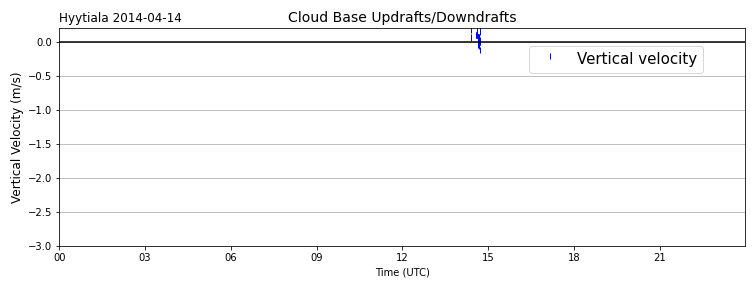 Hyytiala 2014-04-14
Cloud Base Updrafts/Downdrafts
Vertical velocity
Vertical Velocity (m/s)
0.0
−0.5
−1.0
−1.5
−2.0
−2.5
−3.0
00 03 06 09 12 15 18 21
Time (UTC)